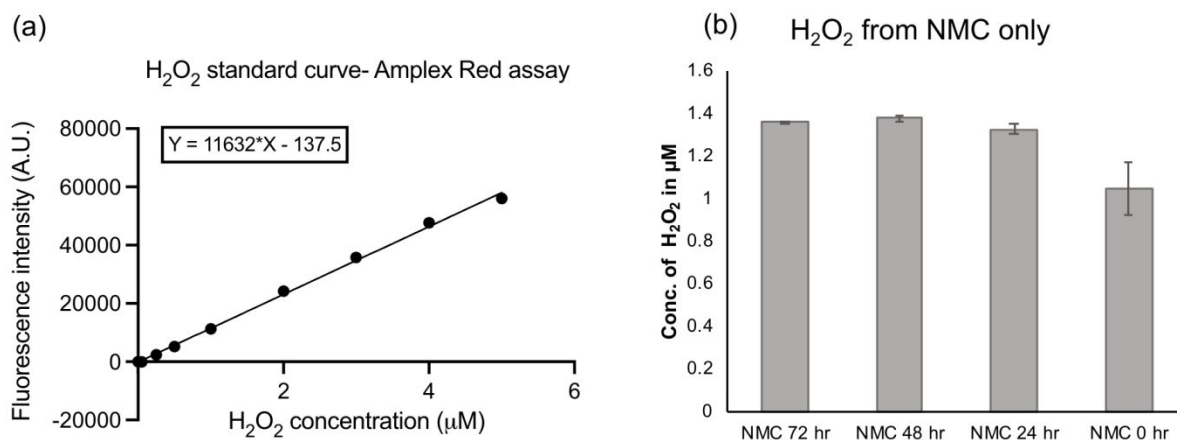 (a)
H₂O₂ standard curve- Amplex Red assay
Y = 11632*X - 137.5
Fluorescence intensity (A.U.)
80000
60000
40000
20000
0
-20000
2
4
6
H₂O₂ concentration (μM)
(b)
H₂O₂ from NMC only
Conc. of H₂O₂ in µM
1.6
1.4
1.2
1
0.8
0.6
0.4
0.2
0
NMC 72 hr
NMC 48 hr
NMC 24 hr
NMC 0 hr